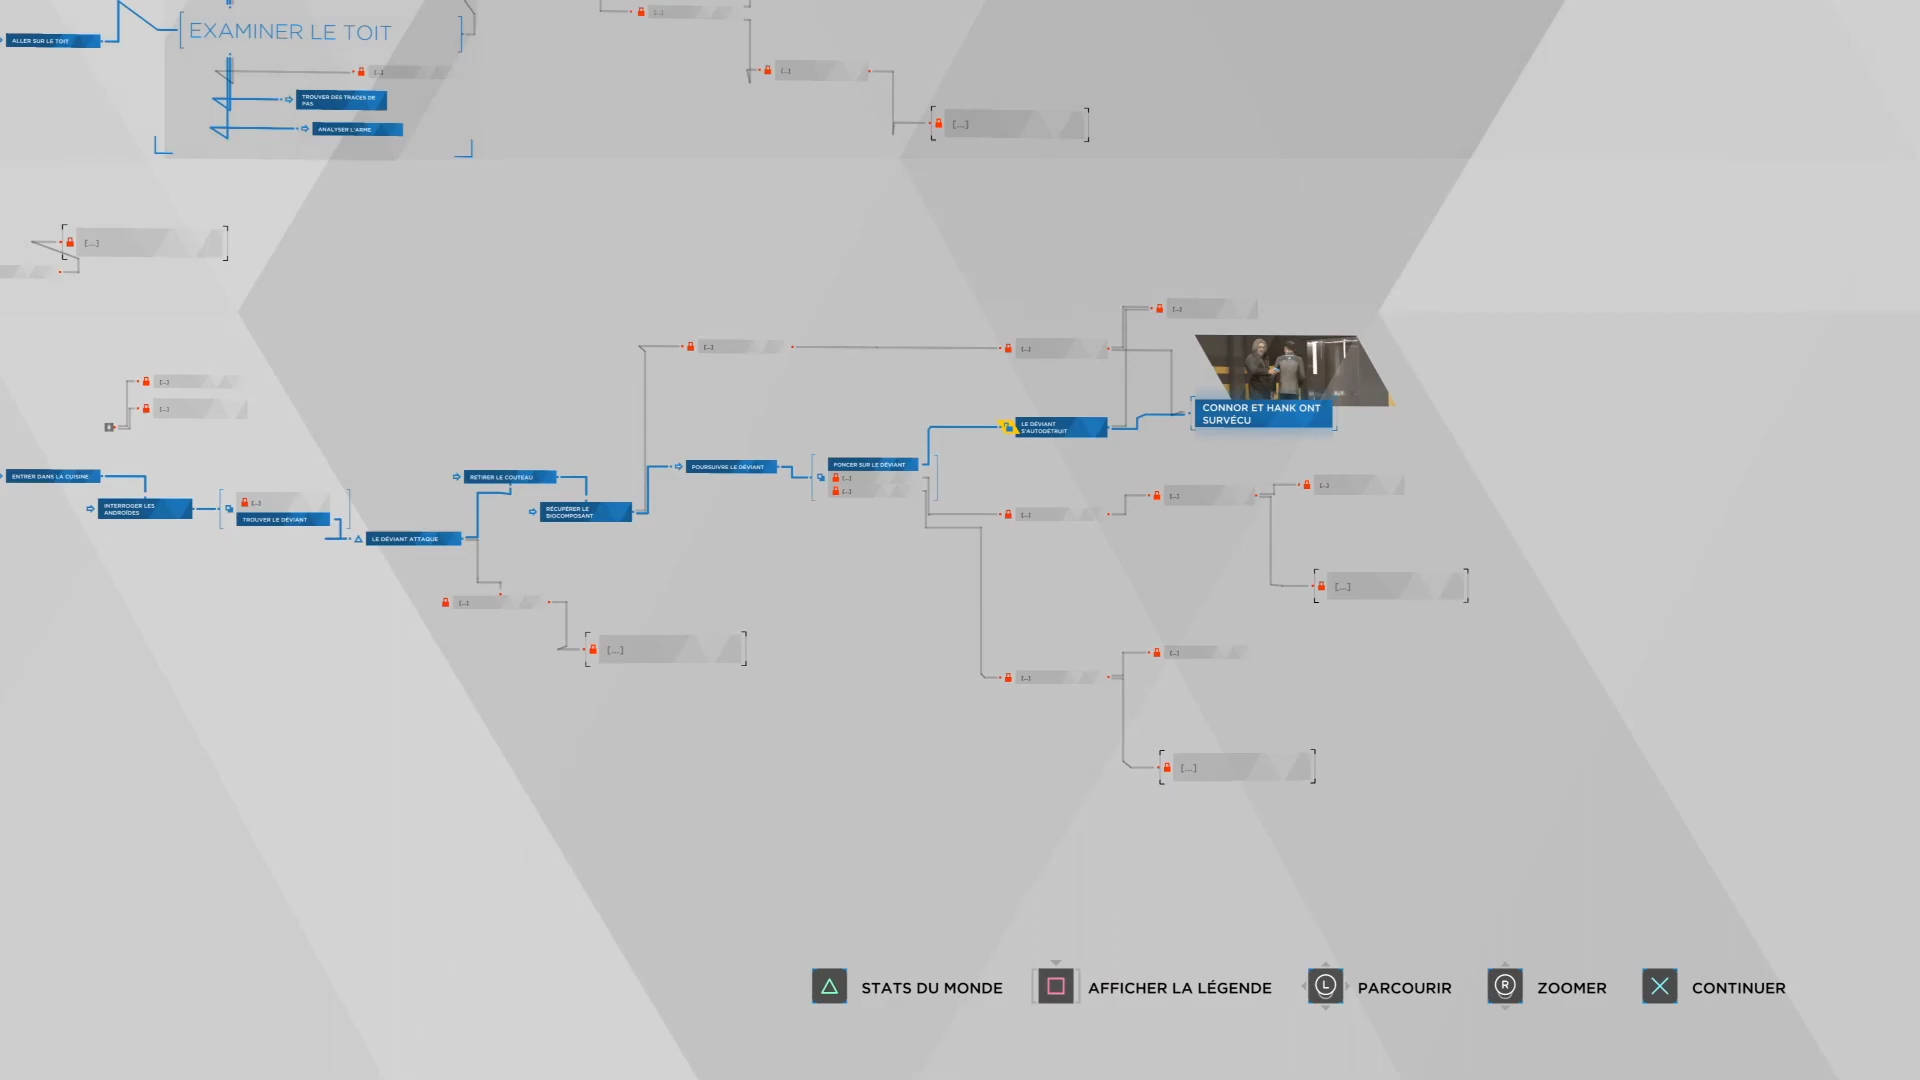 ALLER SUR LE TOIT
EXAMINER LE TOIT
[...]
[...]
[...]
TROUVER DES TRACES DE
PAS
ANALYSER L'ARME
[...]
[...]
[...]
[...]
[...]
CONNOR ET HANK ONT
SURVÉCU
[...]
[...]
LE DÉVIANT
S'AUTODÉTRUIT
ENTRER DANS LA CUISINE
INTERROGER LES
ANDROÏDES
[...]
TROUVER LE DÉVIANT
LE DÉVIANT ATTAQUE
RETIRER LE COUTEAU
RÉCUPÉRER LE
BIOCOMPOSANT
POURSUIVRE LE DÉVIANT
FONCER SUR LE DÉVIANT
[...]
[...]
[...]
[...]
[...]
[...]
[...]
[...]
[...]
[...]
[...]
STATS DU MONDE
AFFICHER LA LÉGENDE
L
PARCOURIR
R
ZOOMER
CONTINUER